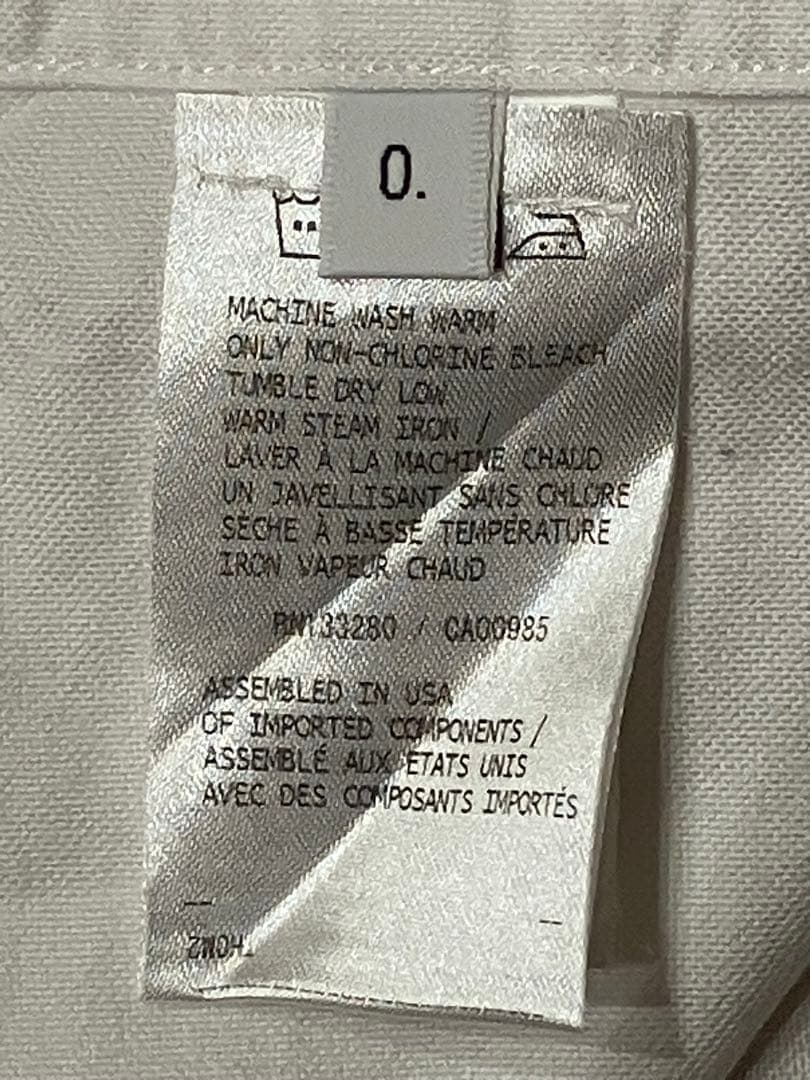 0.
MACHINE WASH WARM
ONLY NON-CHLORINE BLEACH
TUMBLE DRY LOW
WARM STEAM IRON /
LAVER À LA MACHINE CHAUD
UN JAVELLISANT SANS CHLORE
SÈCHE À BASSE TEMPÉRATURE
IRON VAPEUR CHAUD
RN133280 / CA00985
ASSEMBLED IN USA
OF IMPORTED COMPONENTS /
ASSEMBLÉ AUX ETATS UNIS
AVEC DES COMPOSANTS IMPORTÉS